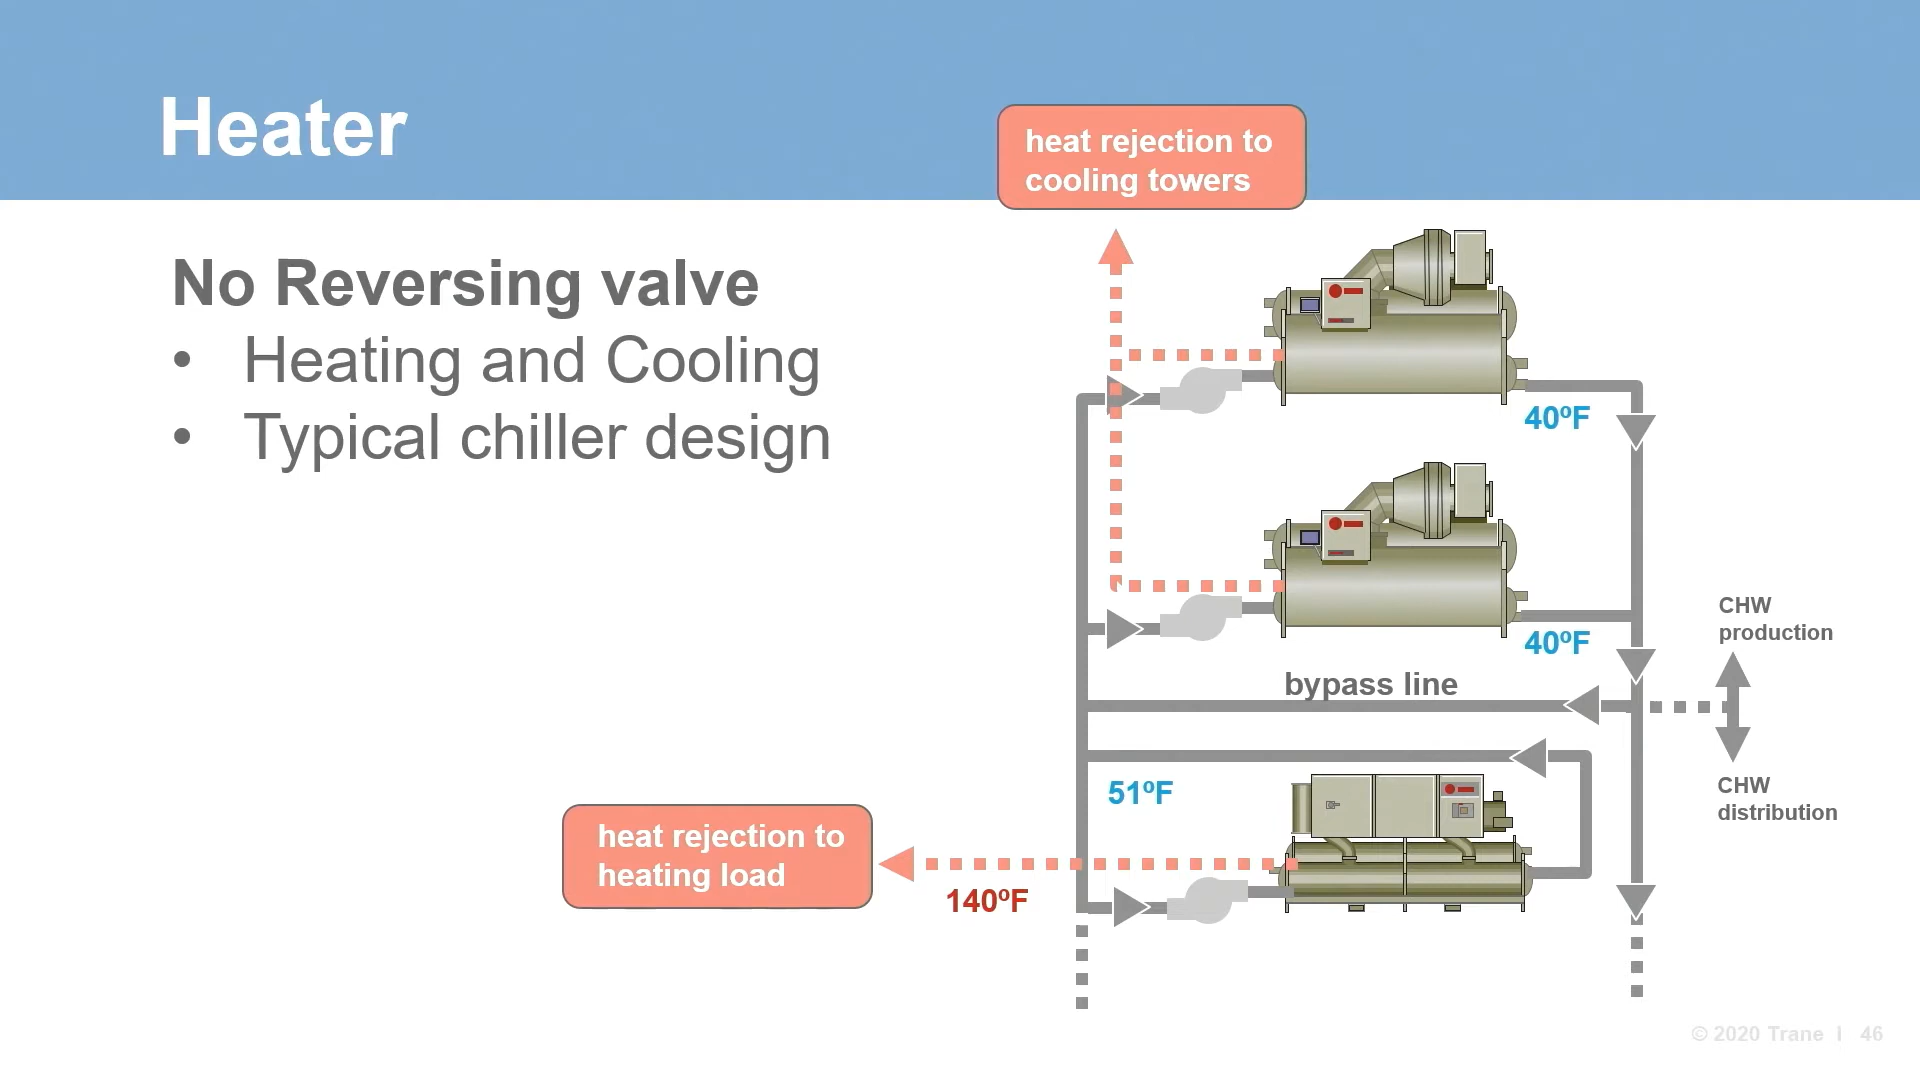 Heater
heat rejection to
cooling towers
No Reversing valve
• Heating and Cooling
• Typical chiller design
40ºF
40ºF
CHW
production
bypass line
CHW
distribution
51ºF
heat rejection to
heating load
140ºF
© 2020 Trane | 46